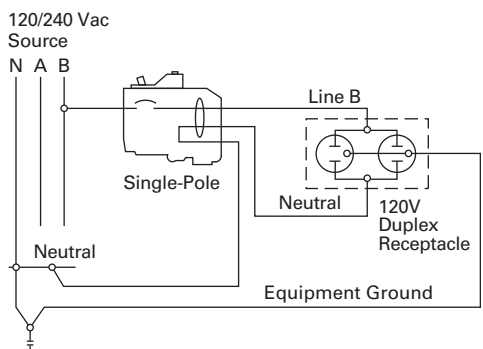 120/240 Vac
Source
N A B
Line B
Single-Pole
Neutral
120V
Duplex
Receptacle
Neutral
Equipment Ground